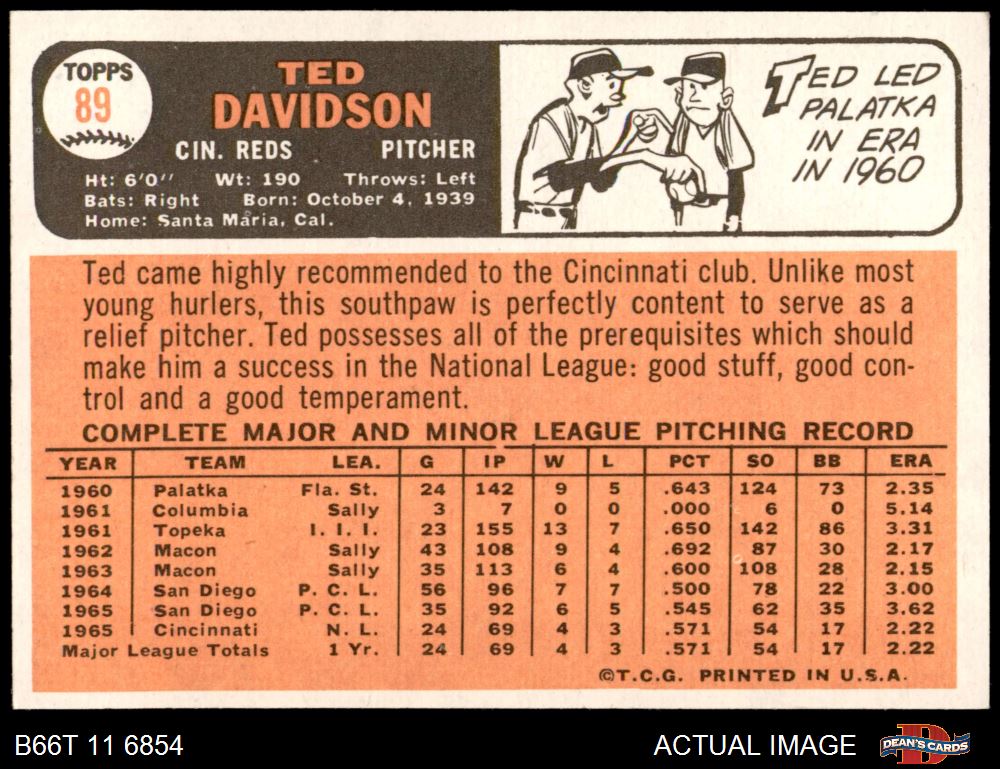 TOPPS
89
TED
DAVIDSON
CIN. REDS PITCHER
Ht: 6'0" Wt: 190 Throws: Left
Bats: Right Born: October 4, 1939
Home: Santa Maria, Cal.
TED LED
PALATKA
IN ERA
IN 1960
Ted came highly recommended to the Cincinnati club. Unlike most
young hurlers, this southpaw is perfectly content to serve as a
relief pitcher. Ted possesses all of the prerequisites which should
make him a success in the National League: good stuff, good con-
trol and a good temperament.
COMPLETE MAJOR AND MINOR LEAGUE PITCHING RECORD
YEAR TEAM LEA. G IP W L PCT SO BB ERA
1960 Palatka Fla. St. 24 142 9 5 .643 124 73 2.35
1961 Columbia Sally 3 7 0 0 .000 6 0 5.14
1961 Topeka I. I. I. 23 155 13 7 .650 142 86 3.31
1962 Macon Sally 43 108 9 4 .692 87 30 2.17
1963 Macon Sally 35 113 6 4 .600 108 28 2.15
1964 San Diego P. C. L. 56 96 7 7 .500 78 22 3.00
1965 San Diego P. C. L. 35 92 6 5 .545 62 35 3.62
1965 Cincinnati N. L. 24 69 4 3 .571 54 17 2.22
Major League Totals 1 Yr. 24 69 4 3 .571 54 17 2.22
©T.C.G. PRINTED IN U.S.A.
B66T 11 6854 ACTUAL IMAGE DEAN'S CARDS